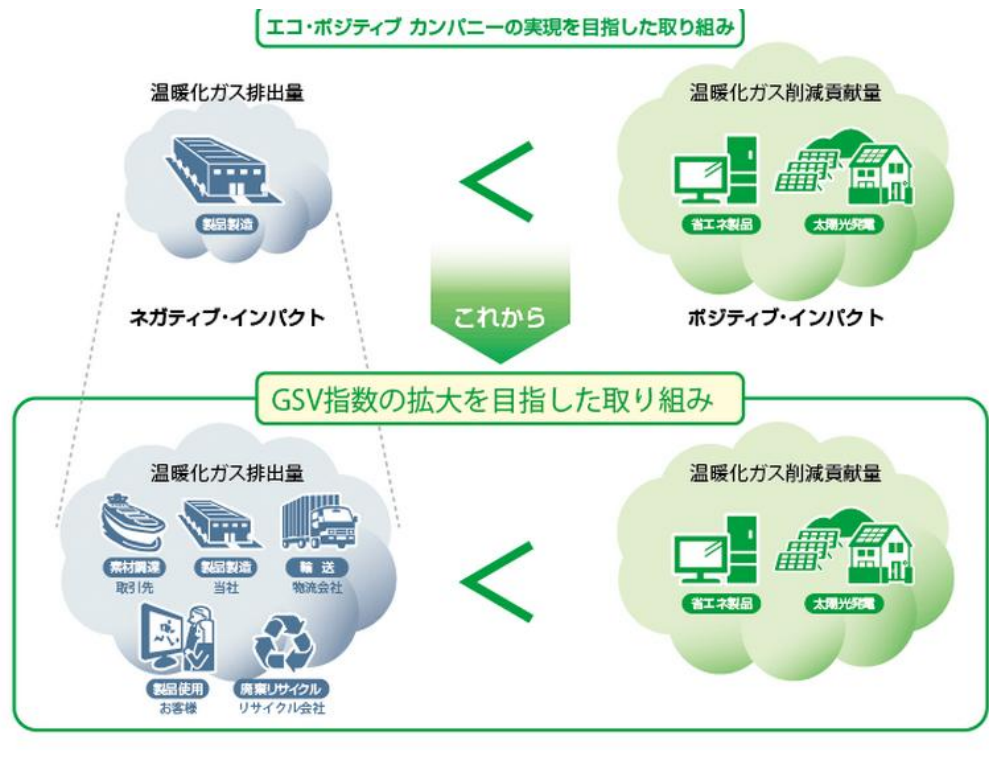 エコ・ポジティブ カンパニーの実現を目指した取り組み
温暖化ガス排出量
温暖化ガス削減貢献量
製品製造
省エネ製品
太陽光発電
ネガティブ・インパクト
これから
ポジティブ・インパクト
GSV指数の拡大を目指した取り組み
温暖化ガス排出量
温暖化ガス削減貢献量
素材調達
製品製造
輸 送
取引先
当社
物流会社
省エネ製品
太陽光発電
製品使用
廃棄リサイクル
お客様
リサイクル会社